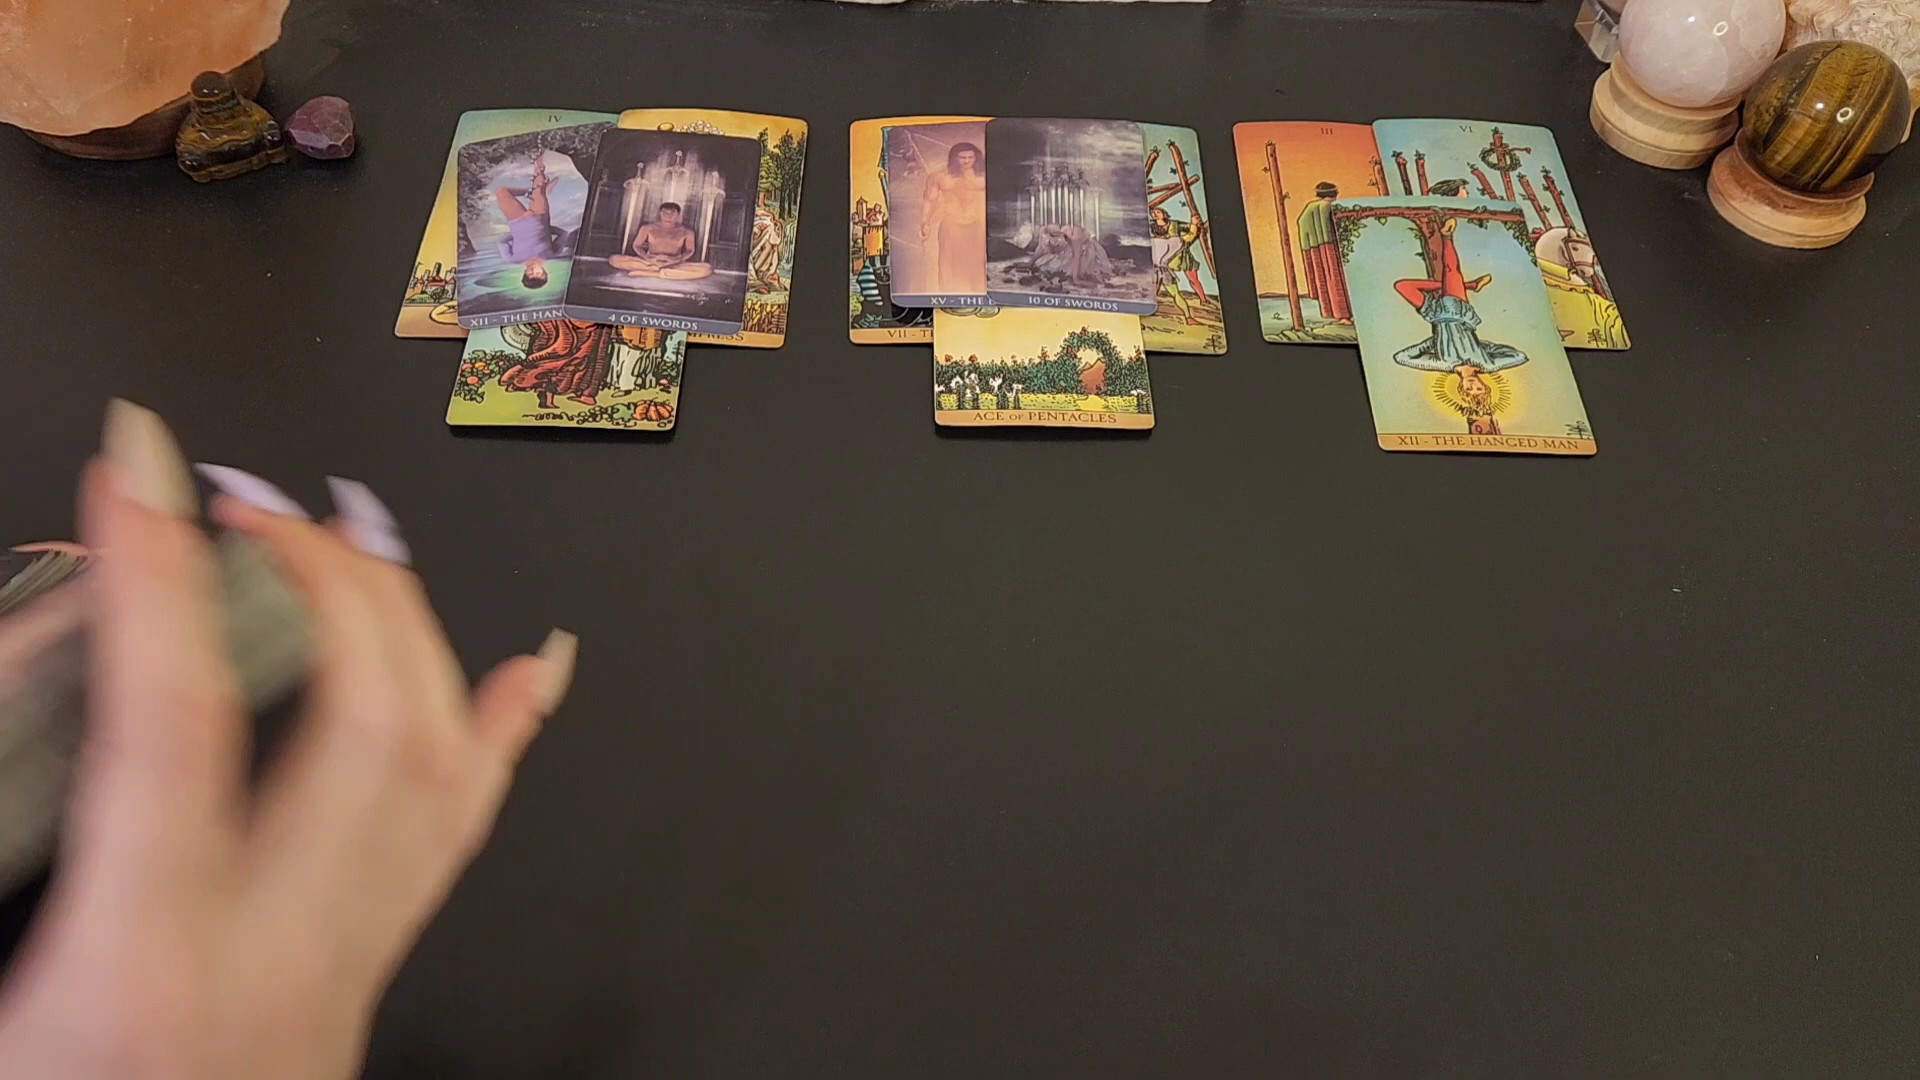 IV
XII - THE HAN
4 OF SWORDS
PRESS
VII - T
XV - THE
10 OF SWORDS
ACE OF PENTACLES
III
VI
XII - THE HANGED MAN